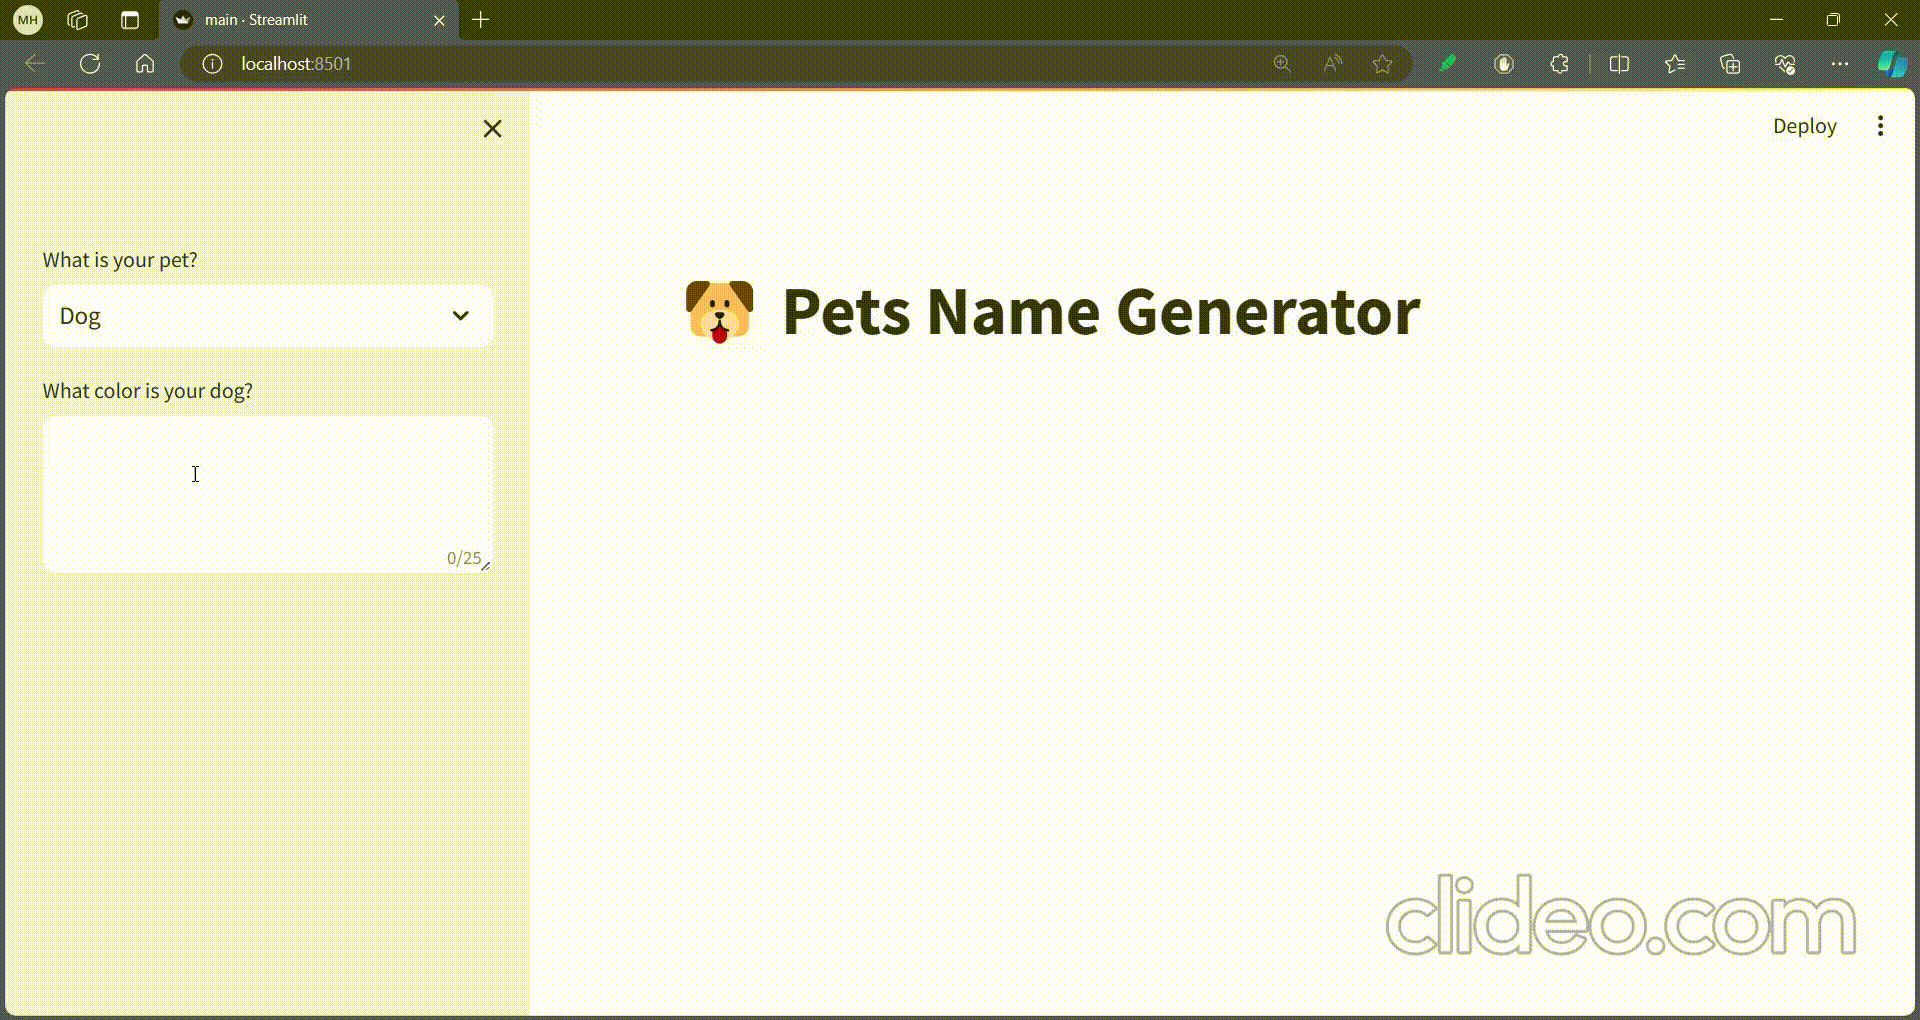 MH
main · Streamlit
localhost:8501
Deploy
What is your pet?
Dog
What color is your dog?
0/25
Pets Name Generator
clideo.com